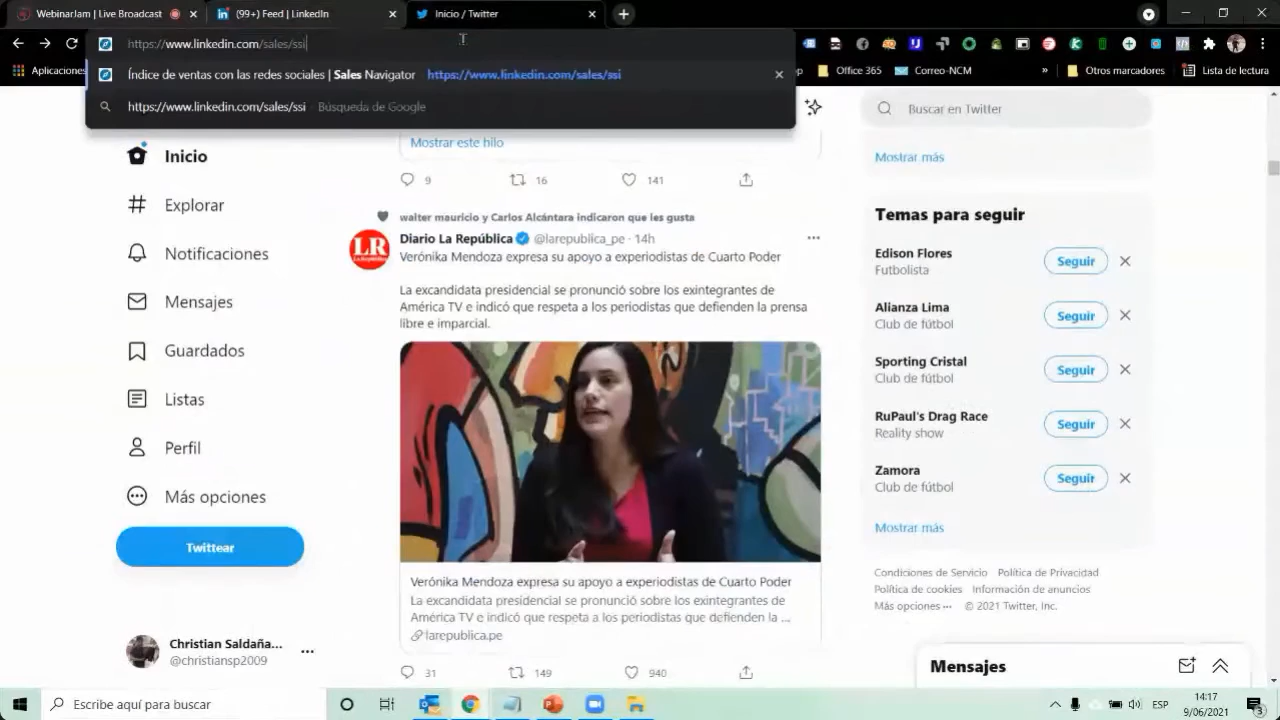 WebinarJam | Live Broadcast
(99+) Feed | LinkedIn
Inicio / Twitter
https://www.linkedin.com/sales/ssi
Índice de ventas con las redes sociales | Sales Navigator https://www.linkedin.com/sales/ssi
https://www.linkedin.com/sales/ssi Búsqueda de Google
Aplicaciones
Office 365
Correo-NCM
»
Otros marcadores
Lista de lectura
Inicio
Explorar
Notificaciones
Mensajes
Guardados
Listas
Perfil
Más opciones
Twittear
Christian Saldaña...
@christiansp2009
Mostrar este hilo
9 16 141
walter mauricio y Carlos Alcántara indicaron que les gusta
LR
Diario La República @larepublica_pe · 14h
Verónika Mendoza expresa su apoyo a experiodistas de Cuarto Poder
La excandidata presidencial se pronunció sobre los exintegrantes de
América TV e indicó que respeta a los periodistas que defienden la prensa
libre e imparcial.
Verónika Mendoza expresa su apoyo a experiodistas de Cuarto Poder
La excandidata presidencial se pronunció sobre los exintegrantes de
América TV e indicó que respeta a los periodistas que defienden la ...
larepublica.pe
31 149 940
Buscar en Twitter
Mostrar más
Temas para seguir
Edison Flores
Futbolista
Seguir
Alianza Lima
Club de fútbol
Seguir
Sporting Cristal
Club de fútbol
Seguir
RuPaul's Drag Race
Reality show
Seguir
Zamora
Club de fútbol
Seguir
Mostrar más
Condiciones de Servicio Política de Privacidad
Política de cookies Información de anuncios
Más opciones ··· © 2021 Twitter, Inc.
Mensajes
Escribe aquí para buscar
ESP
14:17
9/06/2021
3